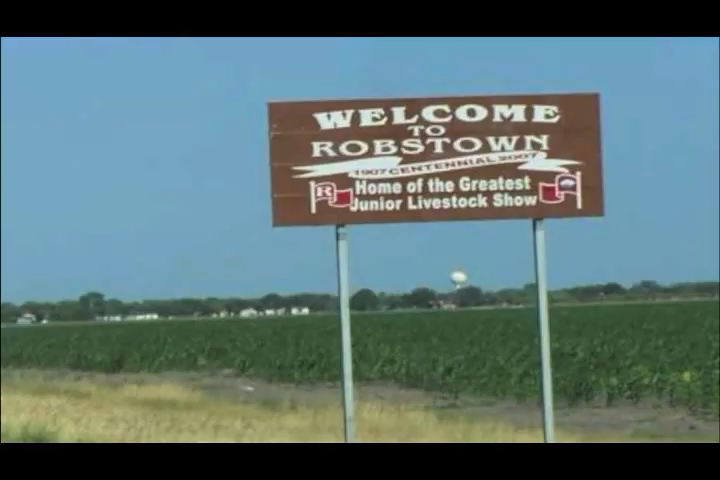 WELCOME
TO
ROBSTOWN
1907 CENTENNIAL 2007
R
Home of the Greatest
Junior Livestock Show